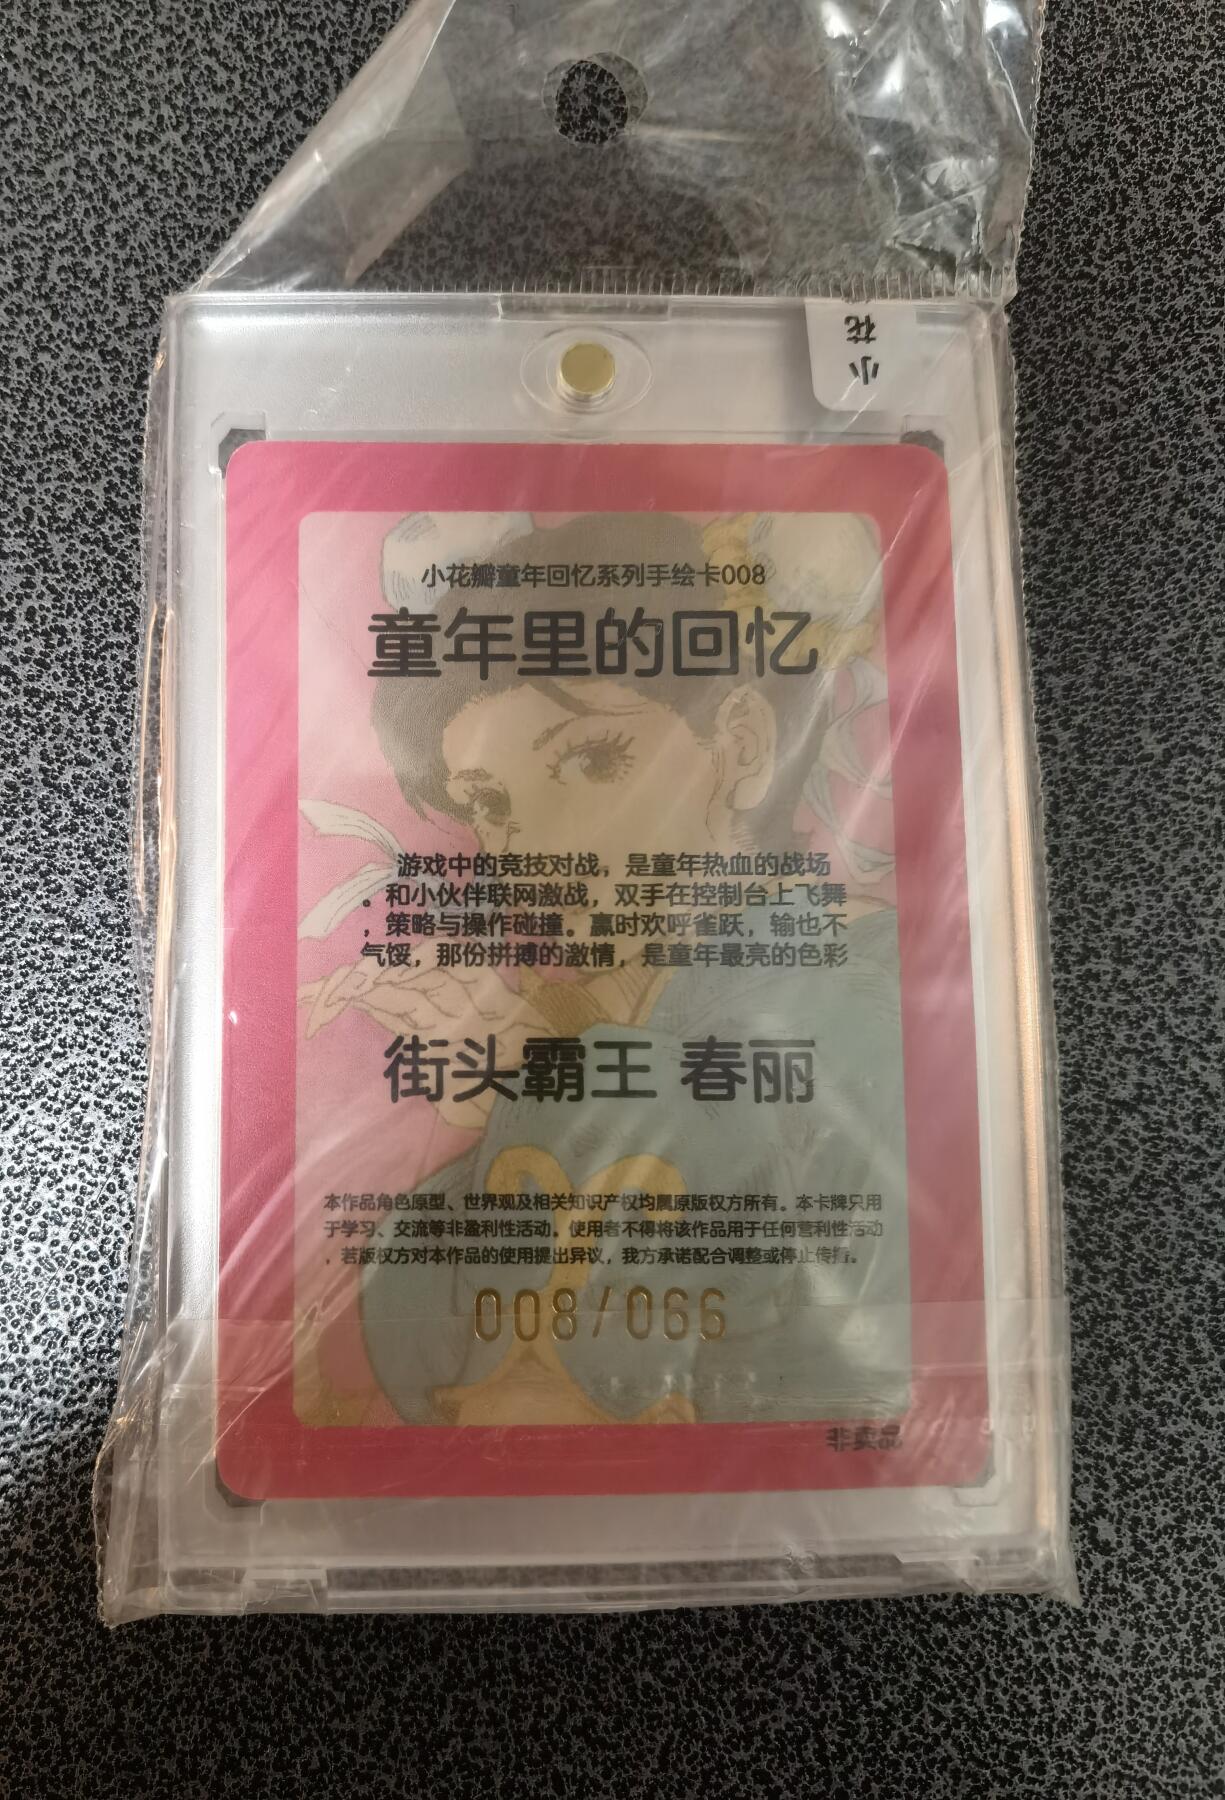 小花
小花瓣童年回忆系列手绘卡008
童年里的回忆
游戏中的竞技对战，是童年热血的战场
。和小伙伴联网激战，双手在控制台上飞舞
，策略与操作碰撞。赢时欢呼雀跃，输也不
气馁，那份拼搏的激情，是童年最亮的色彩
街头霸王 春丽
本作品角色原型、世界观及相关知识产权均属原版权方所有。本卡牌只用
于学习、交流等非盈利性活动。使用者不得将该作品用于任何营利性活动
，若版权方对本作品的使用提出异议，我方承诺配合调整或停止传播。
008/066
非卖品